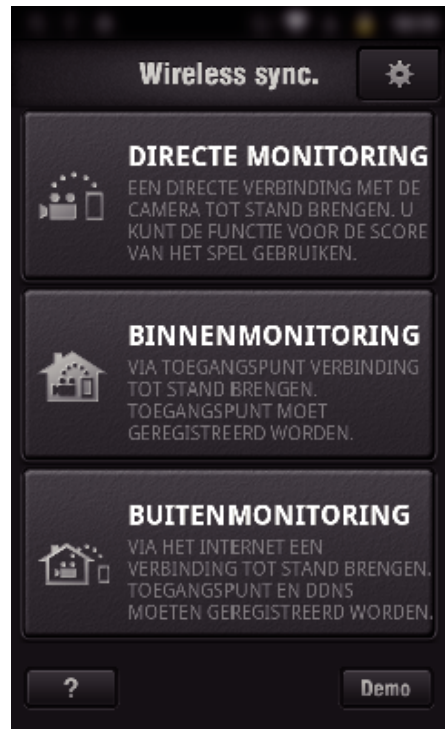 Wireless sync.
DIRECTE MONITORING
EEN DIRECTE VERBINDING MET DE
CAMERA TOT STAND BRENGEN. U
KUNT DE FUNCTIE VOOR DE SCORE
VAN HET SPEL GEBRUIKEN.
BINNENMONITORING
VIA TOEGANGSPUNT VERBINDING
TOT STAND BRENGEN.
TOEGANGSPUNT MOET
GEREGISTREERD WORDEN.
BUITENMONITORING
VIA HET INTERNET EEN
VERBINDING TOT STAND BRENGEN.
TOEGANGSPUNT EN DDNS
MOETEN GEREGISTREERD WORDEN.
?
Demo